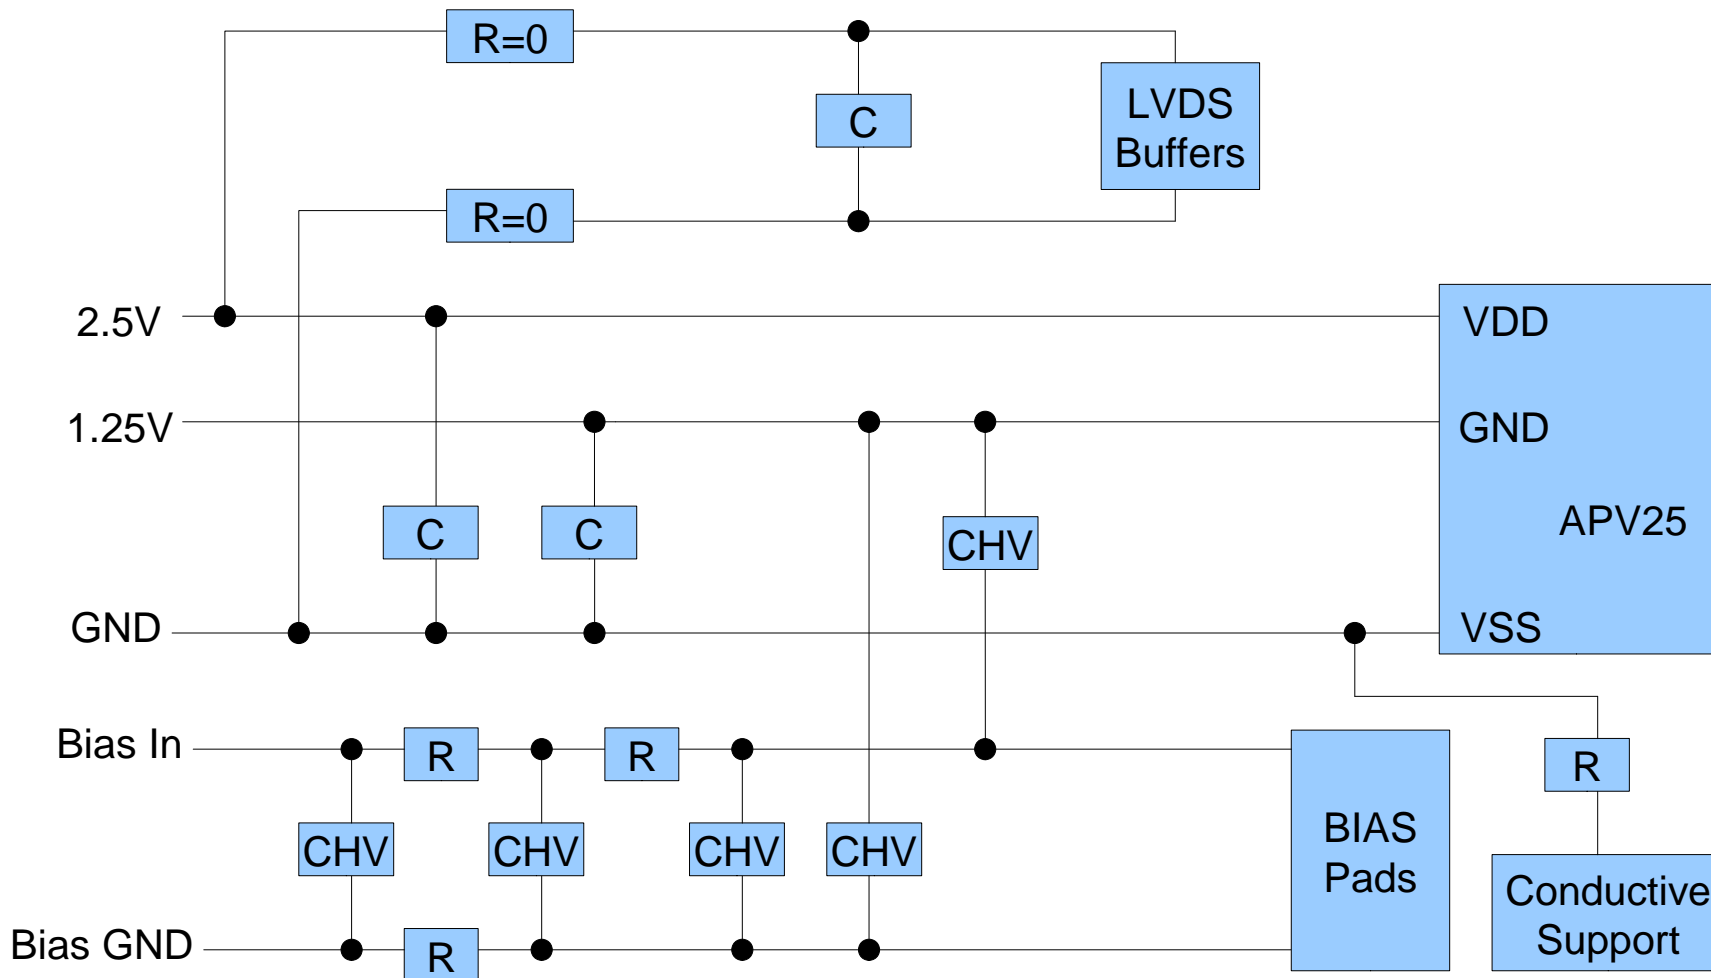 R=0
C
LVDS
Buffers
R=0
2.5V
VDD
1.25V
GND
C
C
CHV
APV25
GND
VSS
Bias In
R
R
R
CHV
CHV
CHV
CHV
BIAS
Pads
Conductive
Support
Bias GND
R